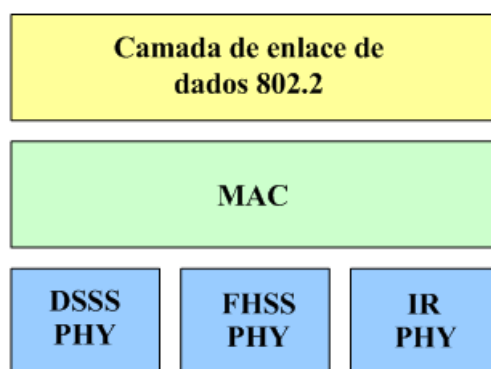 Camada de enlace de
dados 802.2
MAC
DSSS
PHY
FHSS
PHY
IR
PHY